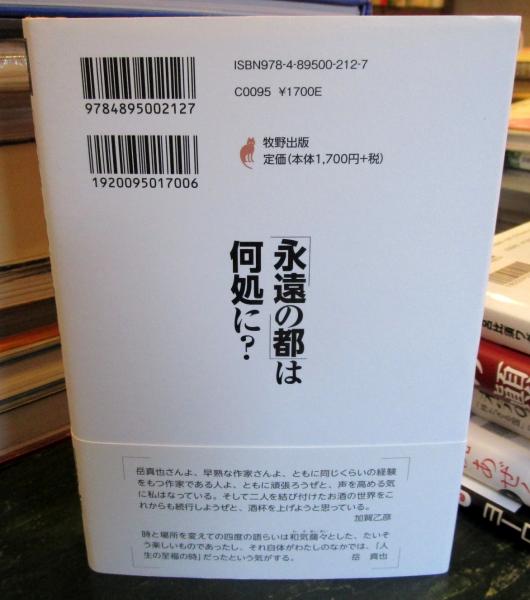 ISBN978-4-89500-212-7
9784895002127
C0095 ¥1700E
1920095017006
牧野出版
定価(本体1,700円+税)
「永遠の都」は
何処に?
岳真也さんよ、早熟な作家さんよ、ともに同じくらいの経験
をもつ作家である人よ、ともに頑張ろうぜと、声を高める気
に私はなっている。そして二人を結び付けたお酒の世界をこ
れからも続行しようぜと、酒杯を上げようと思っている。
加賀乙彦
時と場所を変えての四度の語らいは和気藹々とした、たいそ
う楽しいものであったし、それ自体がわたしのなかでは、「人
生の至福の時」だったという気がする。
岳 真也
あぜ
ヨーロ